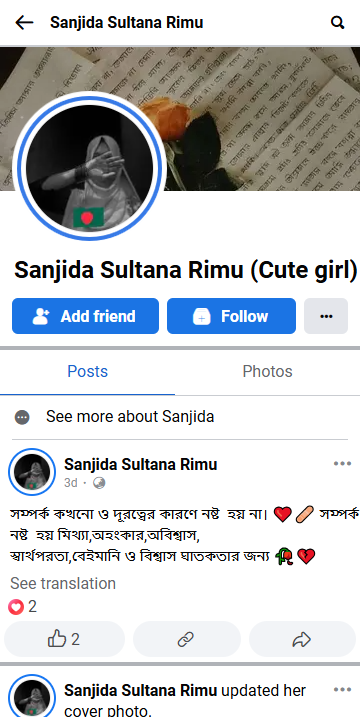 Sanjida Sultana Rimu
Sanjida Sultana Rimu (Cute girl)
Add friend
Follow
Posts
Photos
See more about Sanjida
Sanjida Sultana Rimu
3d ·
সম্পর্ক কখনো ও দূরত্বের কারণে নষ্ট হয় না। ❤️ 🩹 সম্পর্ক
নষ্ট হয় মিথ্যা,অহংকার,অবিশ্বাস,
স্বার্থপরতা,বেইমানি ও বিশ্বাস ঘাতকতার জন্য 🥀 💔
See translation
2
2
Sanjida Sultana Rimu updated her
cover photo.